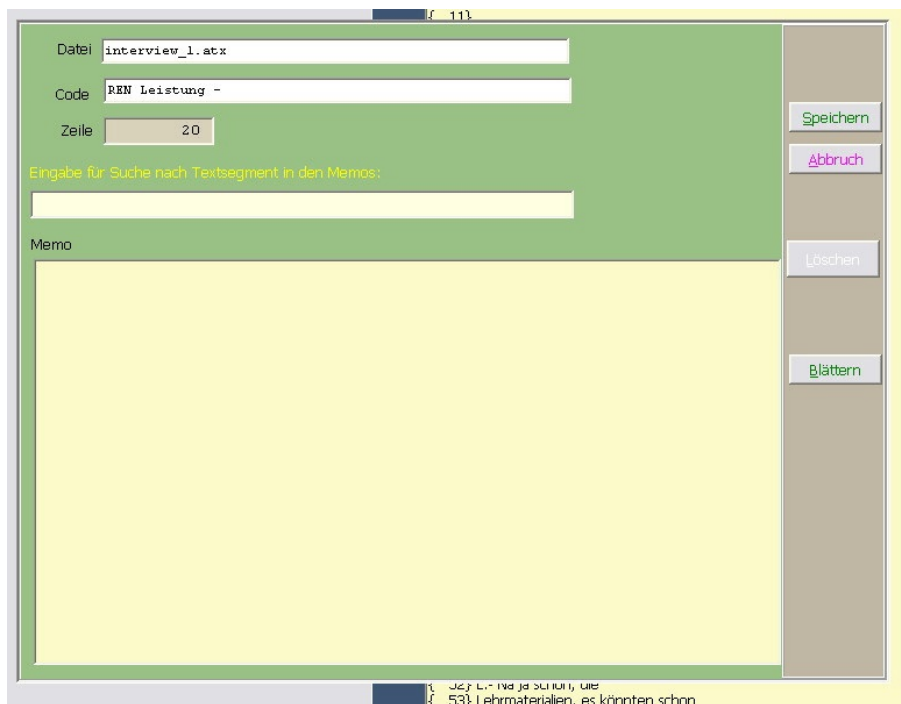 { 11}
Datei interview_1.atx
Code REN Leistung -
Zeile 20
Eingabe für Suche nach Textsegment in den Memos:
Memo
Speichern
Abbruch
Löschen
Blättern
{ 52} L.- Na ja schon, die
{ 53} Lehrmaterialien, es könnten schon